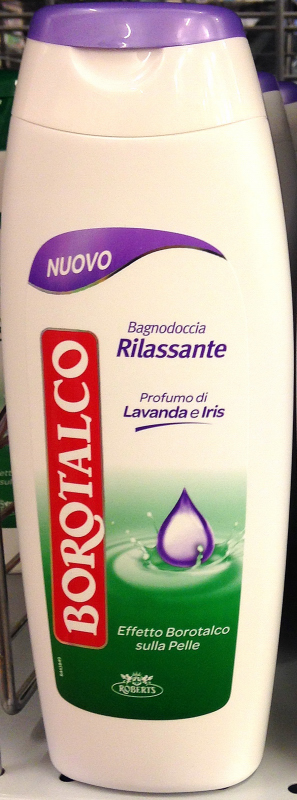 NUOVO
Bagnodoccia
Rilassante
Profumo di
Lavanda e Iris
BOROTALCO
Effetto Borotalco
sulla Pelle
ROBERTS